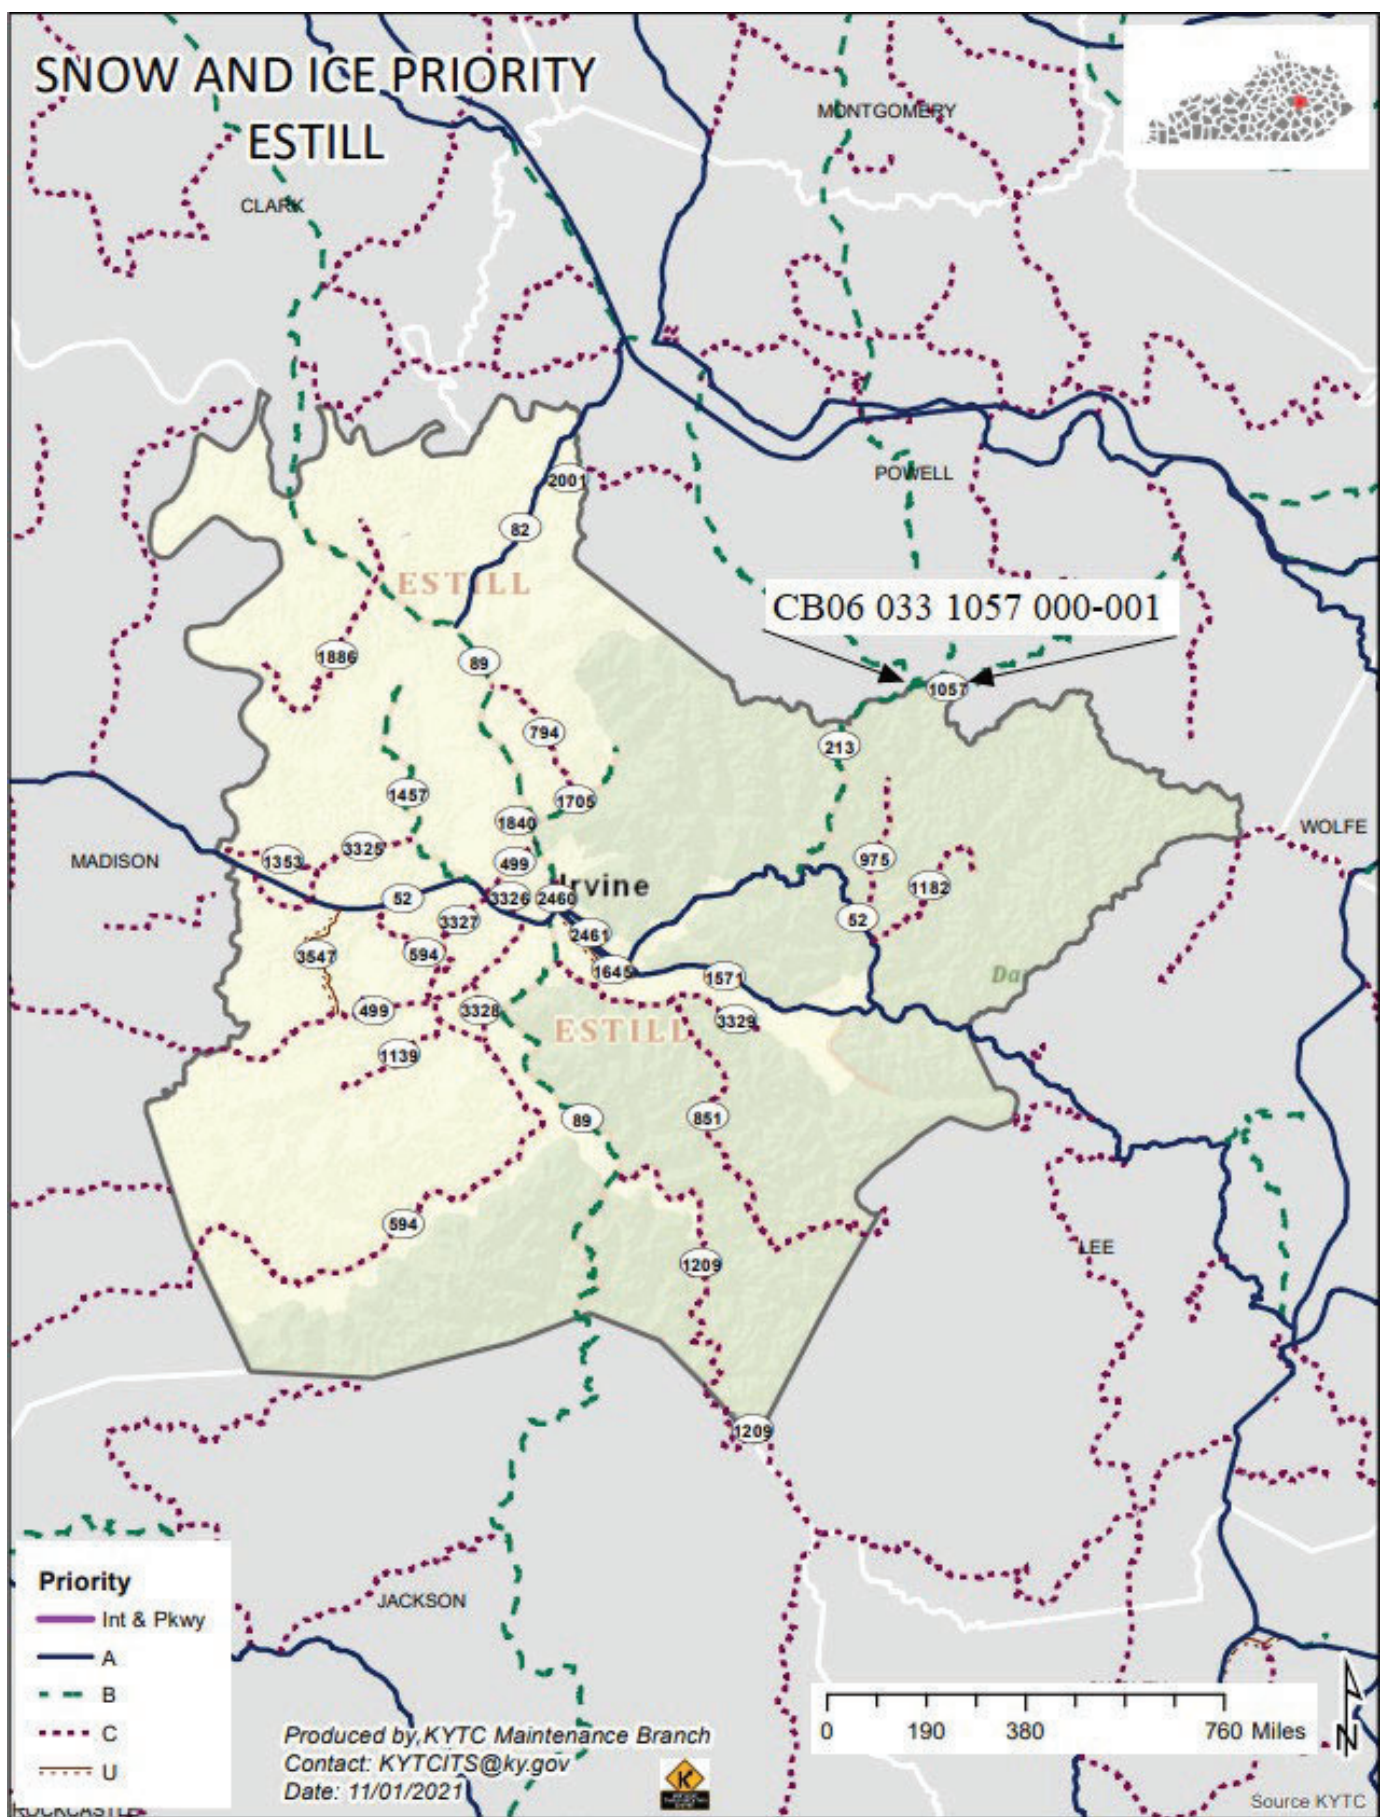 SNOW AND ICE PRIORITY
ESTILL
MONTGOMERY
CLARK
POWELL
2001
82
ESTILL
CB06 033 1057 000-001
1886
89
1057
794
213
1457
1705
1840
WOLFE
MADISON
1353
3325
499
975
Irvine
1182
52
3326
2460
3327
52
2461
3547
594
1645
1571
Da
499
3328
3329
ESTILL
1139
89
851
594
LEE
1209
1209
Priority
Int & Pkwy
A
B
C
U
JACKSON
Produced by,KYTC Maintenance Branch
Contact: KYTCITS@ky.gov
Date: 11/01/2021
0 190 380 760 Miles
N
Source KYTC
ROCKCASTLE